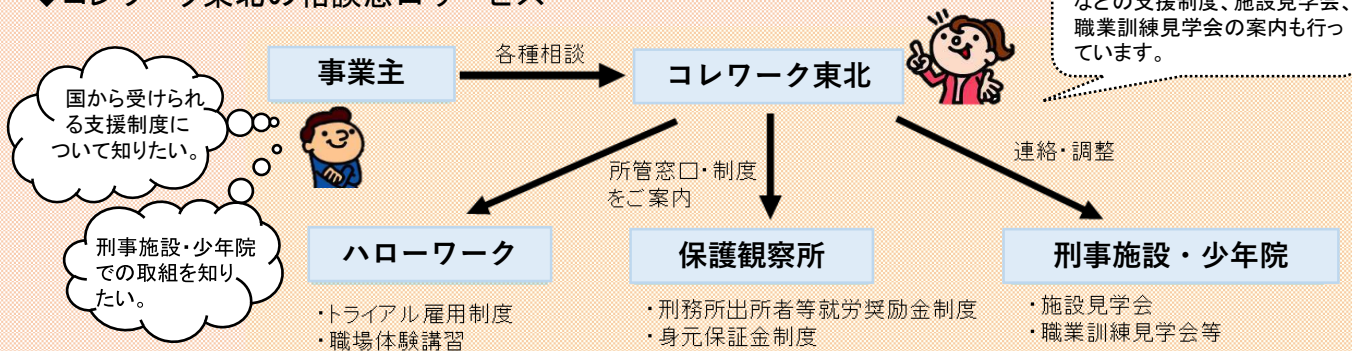 ◆コレワーク東北の相談窓口サービス
などの支援制度、施設見学会、
職業訓練見学会の案内も行っ
ています。
事業主
各種相談
コレワーク東北
国から受けられ
る支援制度に
ついて知りたい。
所管窓口・制度
をご案内
連絡・調整
刑事施設・少年院
での取組を知り
たい。
ハローワーク
・トライアル雇用制度
・職場体験講習
保護観察所
・刑務所出所者等就労奨励金制度
・身元保証金制度
刑事施設・少年院
・施設見学会
・職業訓練見学会等